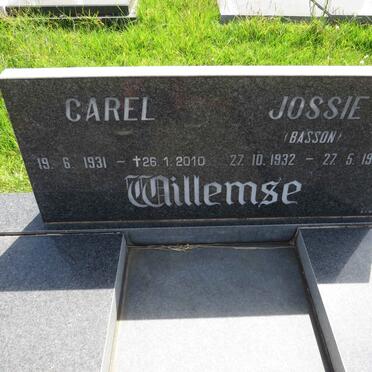 CAREL JOSSIE
(BASSON)
19. 6. 1931 – ✝26. 1. 2010 27. 10. 1932 – 27. 5. 19
Willemse